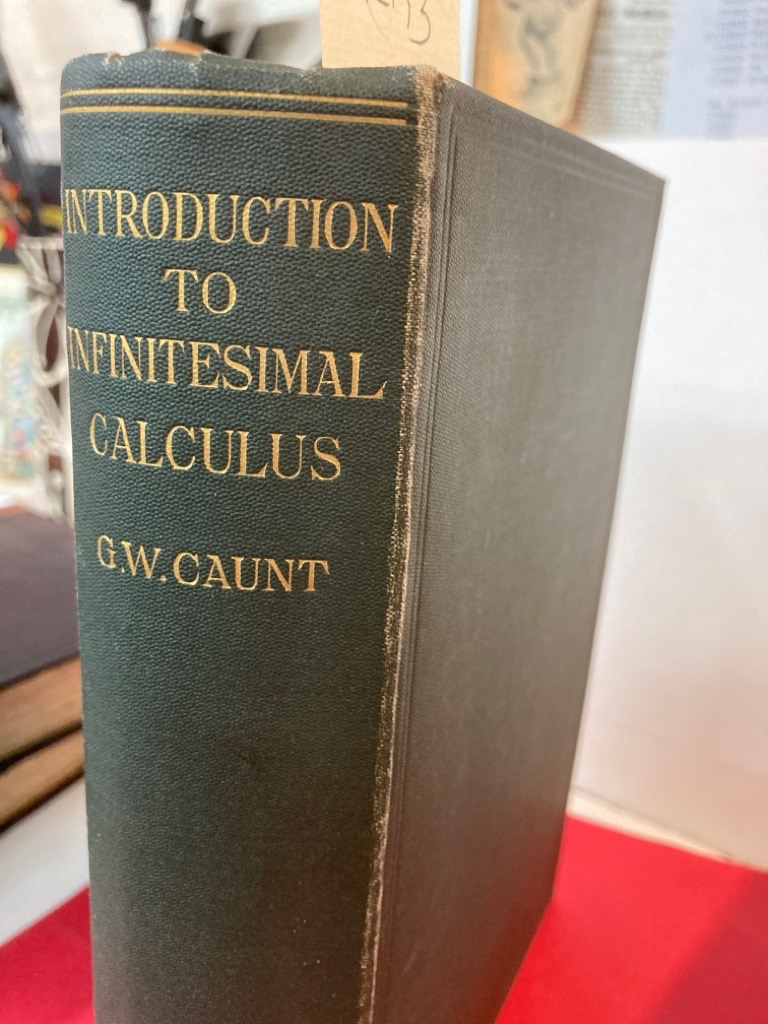 INTRODUCTION
TO
INFINITESIMAL
CALCULUS
G.W. CAUNT